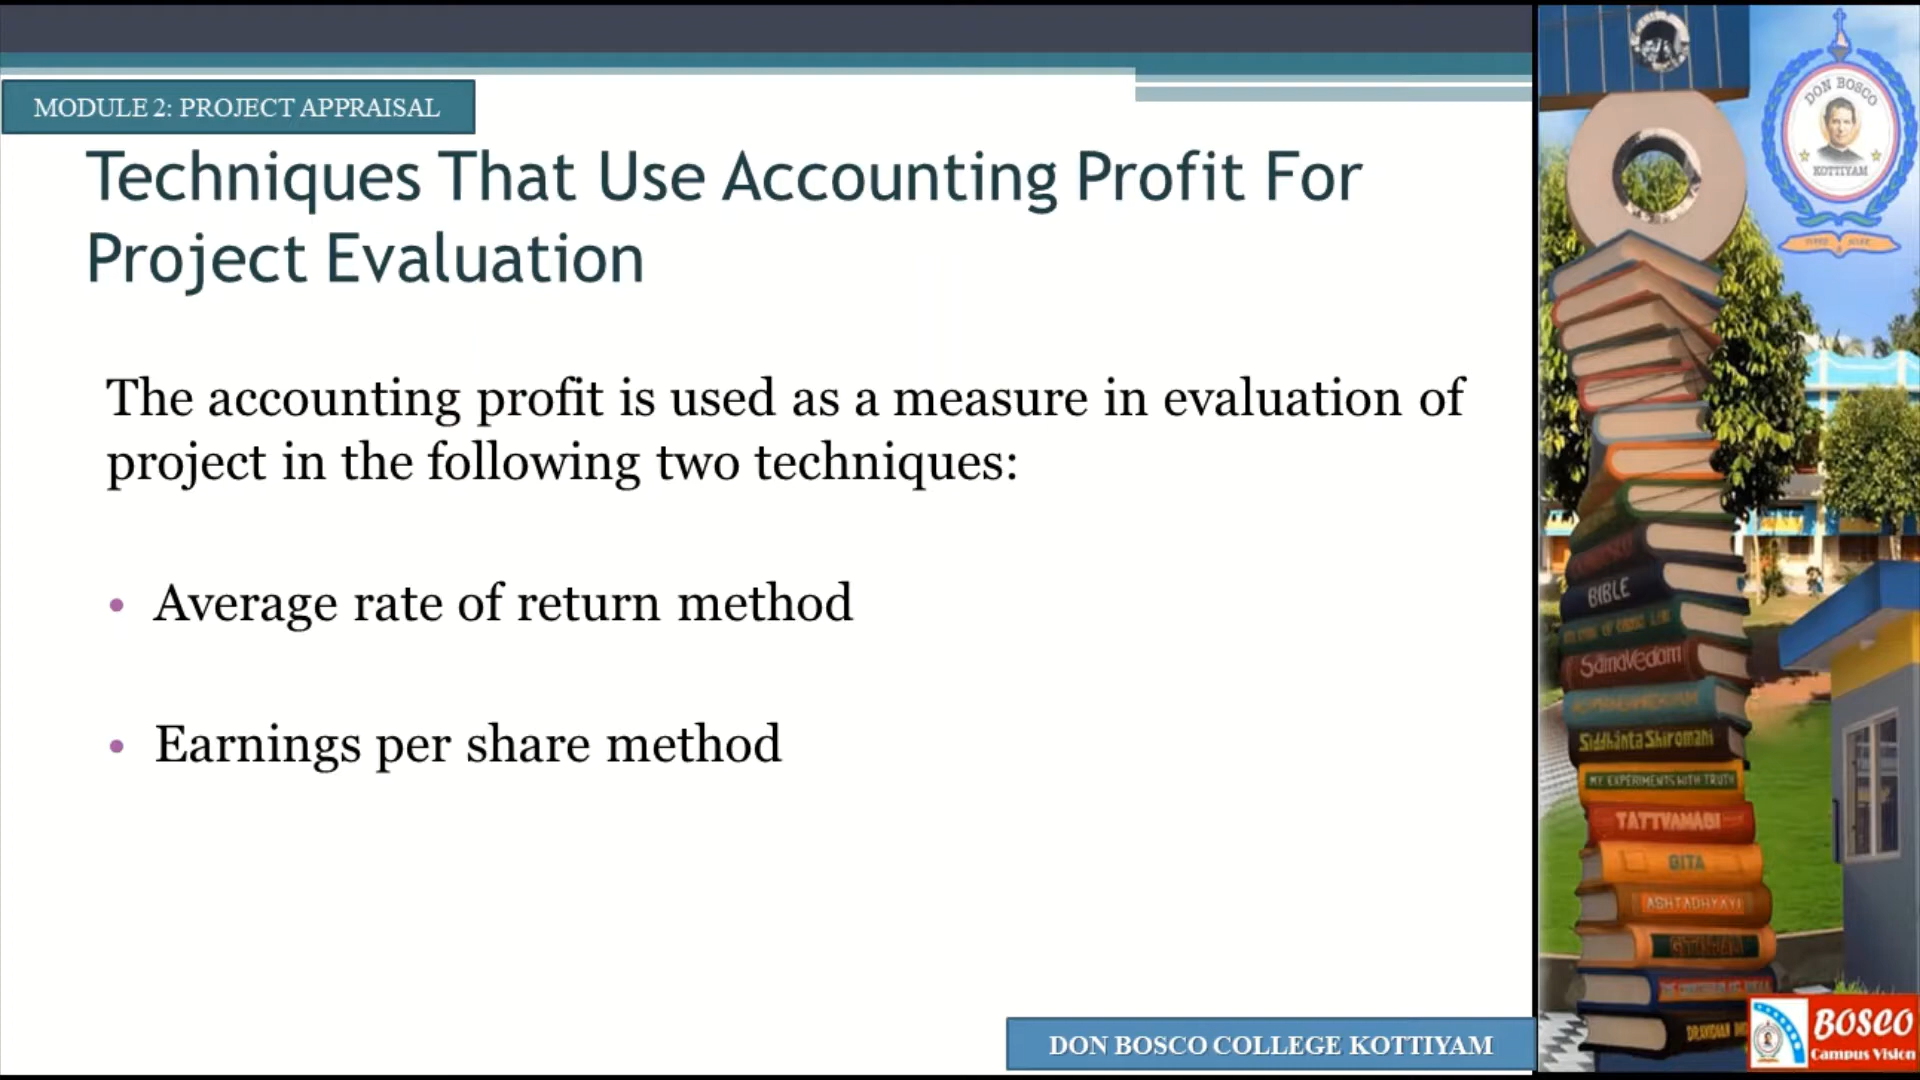 MODULE 2: PROJECT APPRAISAL
Techniques That Use Accounting Profit For
Project Evaluation
The accounting profit is used as a measure in evaluation of
project in the following two techniques:
• Average rate of return method
• Earnings per share method
DON BOSCO COLLEGE KOTTIYAM
DON BOSCO
KOTTIYAM
BIBLE
SamaVedam
Siddhanta Shiromani
MY EXPERIMENTS WITH TRUTH
TATTVAMASI
GITA
ASHTADHYAYI
BOSCO
Campus Vision